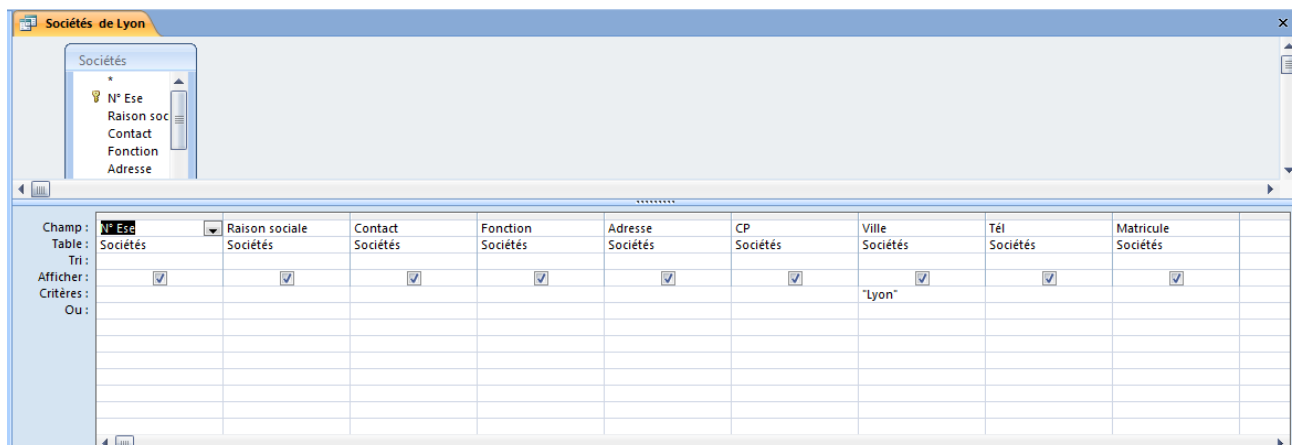 Sociétés de Lyon
Sociétés
*
N° Ese
Raison soc
Contact
Fonction
Adresse
Champ : N° Ese Raison sociale Contact Fonction Adresse CP Ville Tél Matricule
Table : Sociétés Sociétés Sociétés Sociétés Sociétés Sociétés Sociétés Sociétés Sociétés
Tri :
Afficher :
Critères : "Lyon"
Ou :